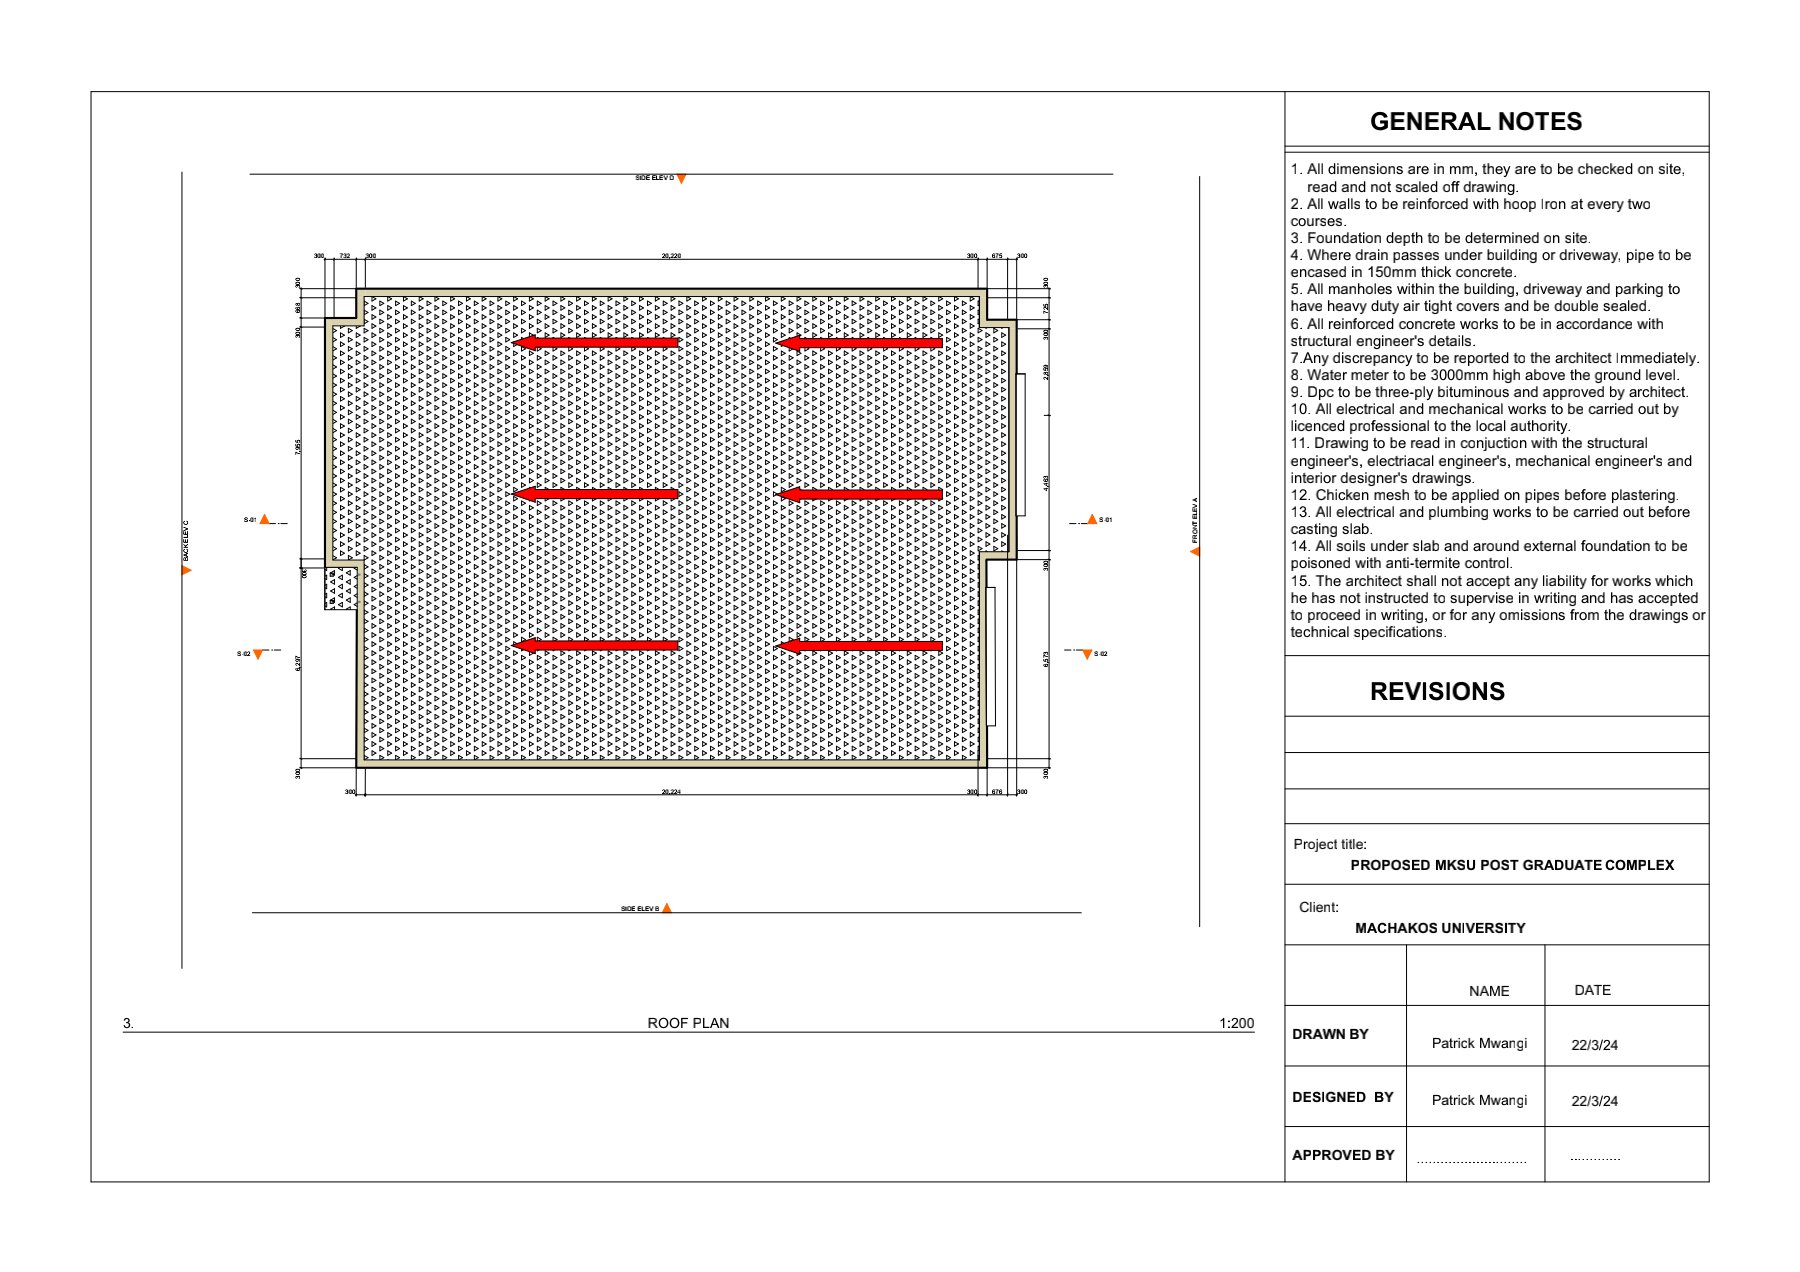 SIDE ELEV D
300 732 300 20,220 300 675 300
300
668
300
7,955
300
6,297
300
300
725
300
2,859
4,463
300
6,573
300
S-01
S-01
S-02
S-02
BACK ELEV C
FRONT ELEV A
300 20,224 300 676 300
SIDE ELEV B
3. ROOF PLAN 1:200
GENERAL NOTES
1. All dimensions are in mm, they are to be checked on site,
read and not scaled off drawing.
2. All walls to be reinforced with hoop Iron at every two
courses.
3. Foundation depth to be determined on site.
4. Where drain passes under building or driveway, pipe to be
encased in 150mm thick concrete.
5. All manholes within the building, driveway and parking to
have heavy duty air tight covers and be double sealed.
6. All reinforced concrete works to be in accordance with
structural engineer's details.
7.Any discrepancy to be reported to the architect Immediately.
8. Water meter to be 3000mm high above the ground level.
9. Dpc to be three-ply bituminous and approved by architect.
10. All electrical and mechanical works to be carried out by
licenced professional to the local authority.
11. Drawing to be read in conjuction with the structural
engineer's, electriacal engineer's, mechanical engineer's and
interior designer's drawings.
12. Chicken mesh to be applied on pipes before plastering.
13. All electrical and plumbing works to be carried out before
casting slab.
14. All soils under slab and around external foundation to be
poisoned with anti-termite control.
15. The architect shall not accept any liability for works which
he has not instructed to supervise in writing and has accepted
to proceed in writing, or for any omissions from the drawings or
technical specifications.
REVISIONS
Project title:
PROPOSED MKSU POST GRADUATE COMPLEX
Client:
MACHAKOS UNIVERSITY
NAME DATE
DRAWN BY Patrick Mwangi 22/3/24
DESIGNED BY Patrick Mwangi 22/3/24
APPROVED BY ............................ .............